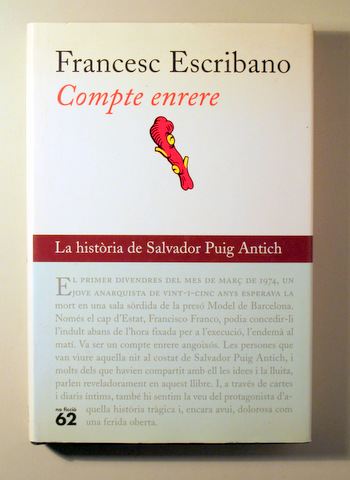 Francesc Escribano
Compte enrere
La història de Salvador Puig Antich
EL PRIMER DIVENDRES DEL MES DE MARÇ DE 1974, UN
JOVE ANARQUISTA DE VINT-I-CINC ANYS ESPERAVA LA
mort en una sala sòrdida de la presó Model de Barcelona.
Només el cap d'Estat, Francisco Franco, podia concedir-li
l'indult abans de l'hora fixada per a l'execució, l'endemà al
matí. Va ser un compte enrere angoixós. Les persones que
van viure aquella nit al costat de Salvador Puig Antich, i
molts dels que havien compartit amb ell les idees i la lluita,
parlen reveladorament en aquest llibre. I, a través de cartes
i diaris íntims, també hi sentim la veu del protagonista d'a-
quella història tràgica i, encara avui, dolorosa com
una ferida oberta.
no ficció
62